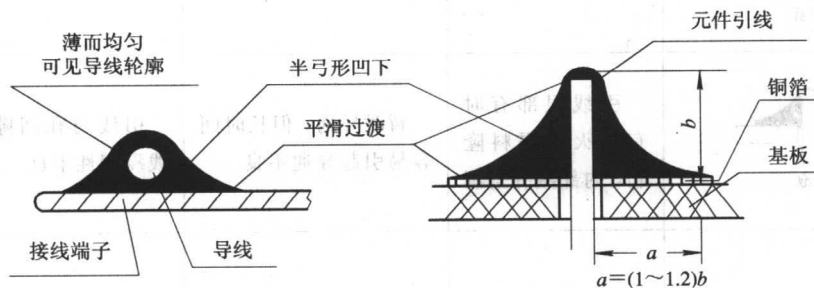 薄而均匀
可见导线轮廓
半弓形凹下
平滑过渡
接线端子
导线
元件引线
铜箔
基板
b
a
a=(1~1.2)b